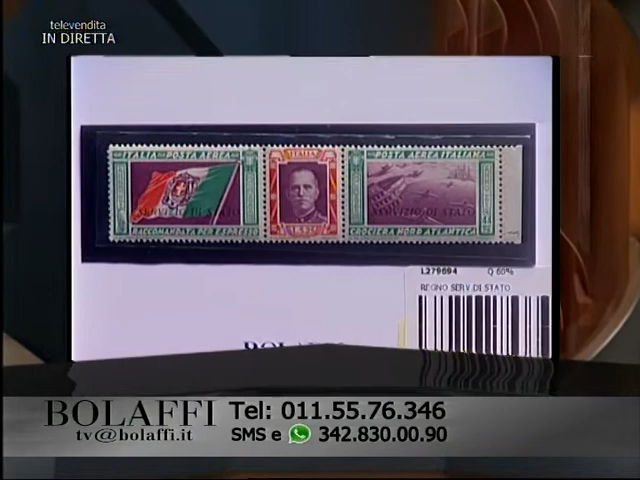 televendita
IN DIRETTA
ITALIA - POSTA AEREA
SERVIZIO DI STATO
RACCOMANDATA PER ESPRESSO
ITALIA
POSTA AEREA ITALIANA
SERVIZIO DI STATO
CROCIERA NORD ATLANTICA
L279694 Q 60%
REGNO SERV.DI STATO
BOLAFFI Tel: 011.55.76.346
tv@bolaffi.it SMS e 342.830.00.90